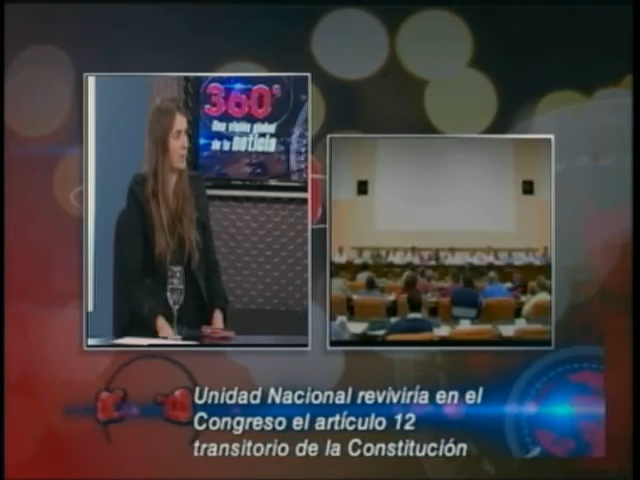 360°
Una visión global
de la noticia
Unidad Nacional reviviría en el
Congreso el artículo 12
transitorio de la Constitución